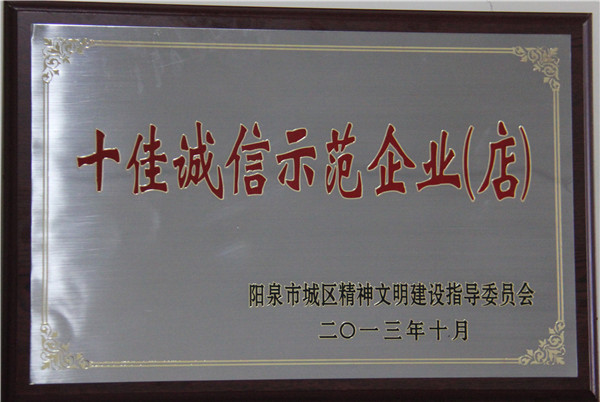 十佳诚信示范企业(店)
阳泉市城区精神文明建设指导委员会
二〇一三年十月